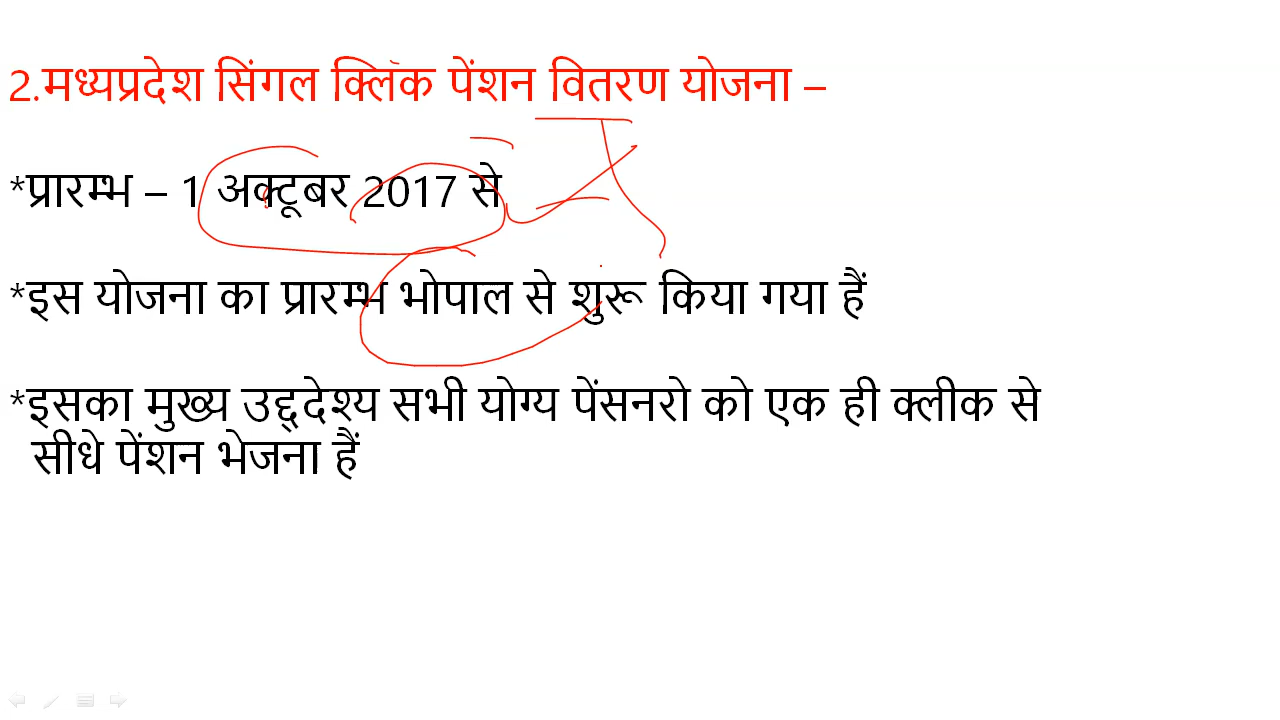 2.मध्यप्रदेश सिंगल क्लिक पेंशन वितरण योजना –
*प्रारम्भ – 1 अक्टूबर 2017 से
*इस योजना का प्रारम्भ भोपाल से शुरू किया गया हैं
*इसका मुख्य उद्द्देश्य सभी योग्य पेंसनरो को एक ही क्लीक से
सीधे पेंशन भेजना हैं